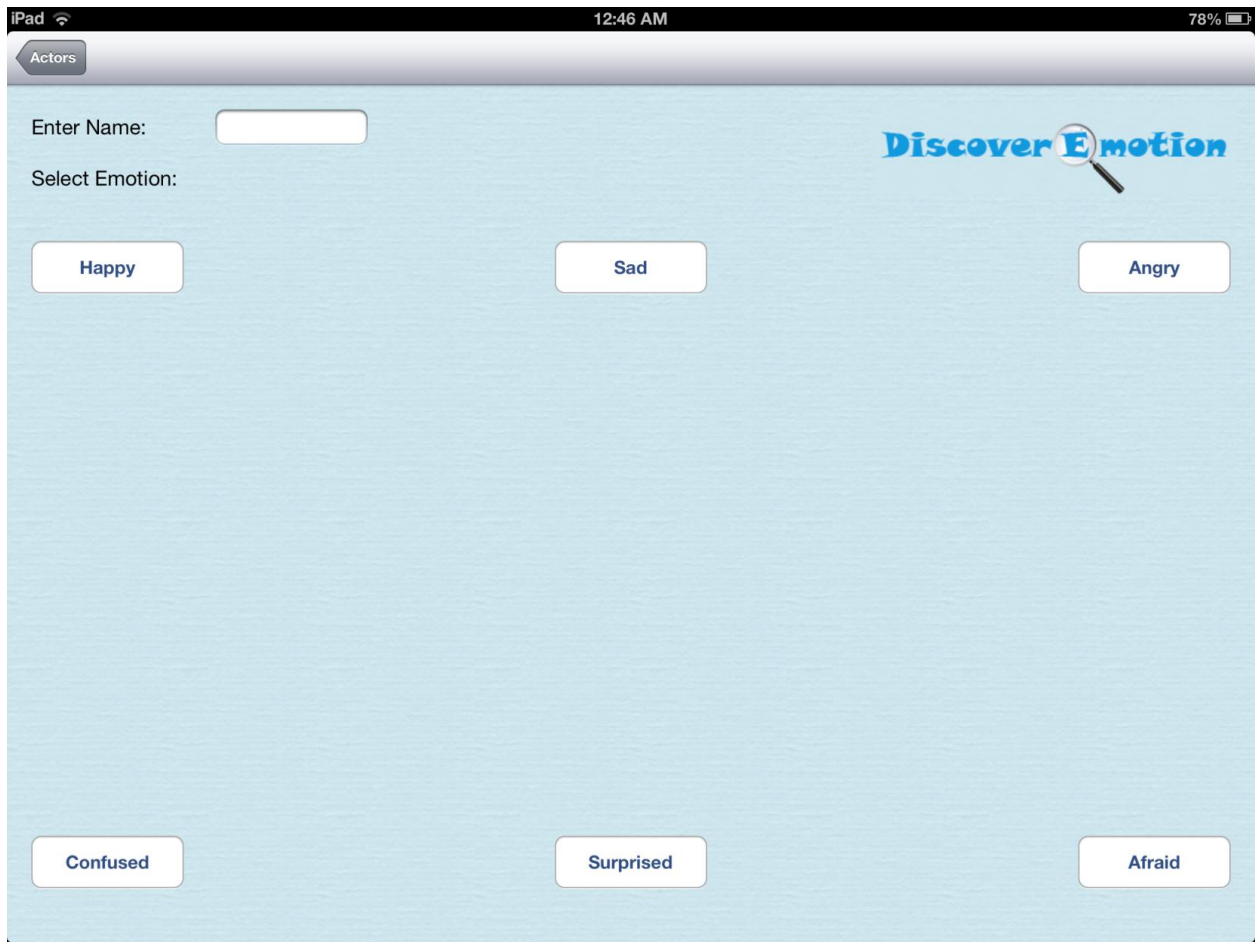 iPad 12:46 AM 78%
Actors
Enter Name:
Discover Emotion
Select Emotion:
Happy Sad Angry
Confused Surprised Afraid